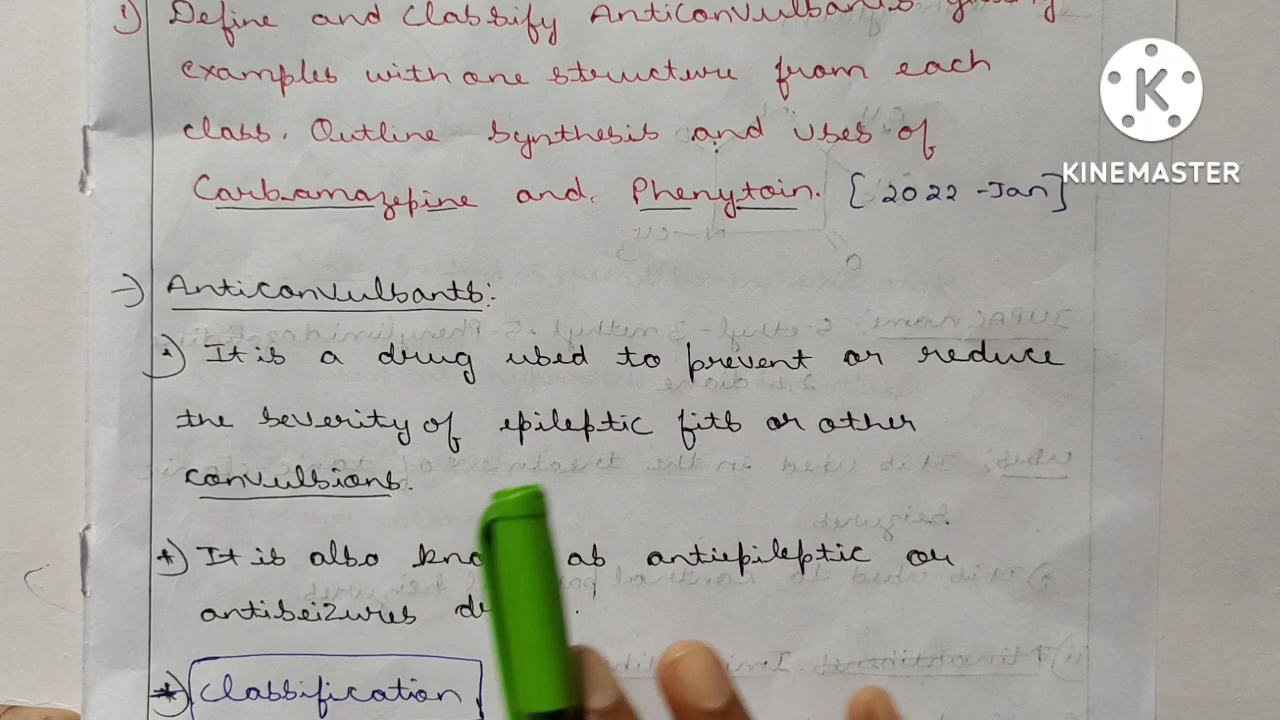 1) Define and Classify Anticonvulsants giving
examples with one structure from each
class. Outline synthesis and uses of
Carbamazepine and Phenytoin. [2022 -Jan]
K
KINEMASTER
→) Anticonvulsants:
•) It is a drug used to prevent or reduce
the severity of epileptic fits or other
convulsions.
*) It is also as antiepileptic or
antiseizures
*) Classification